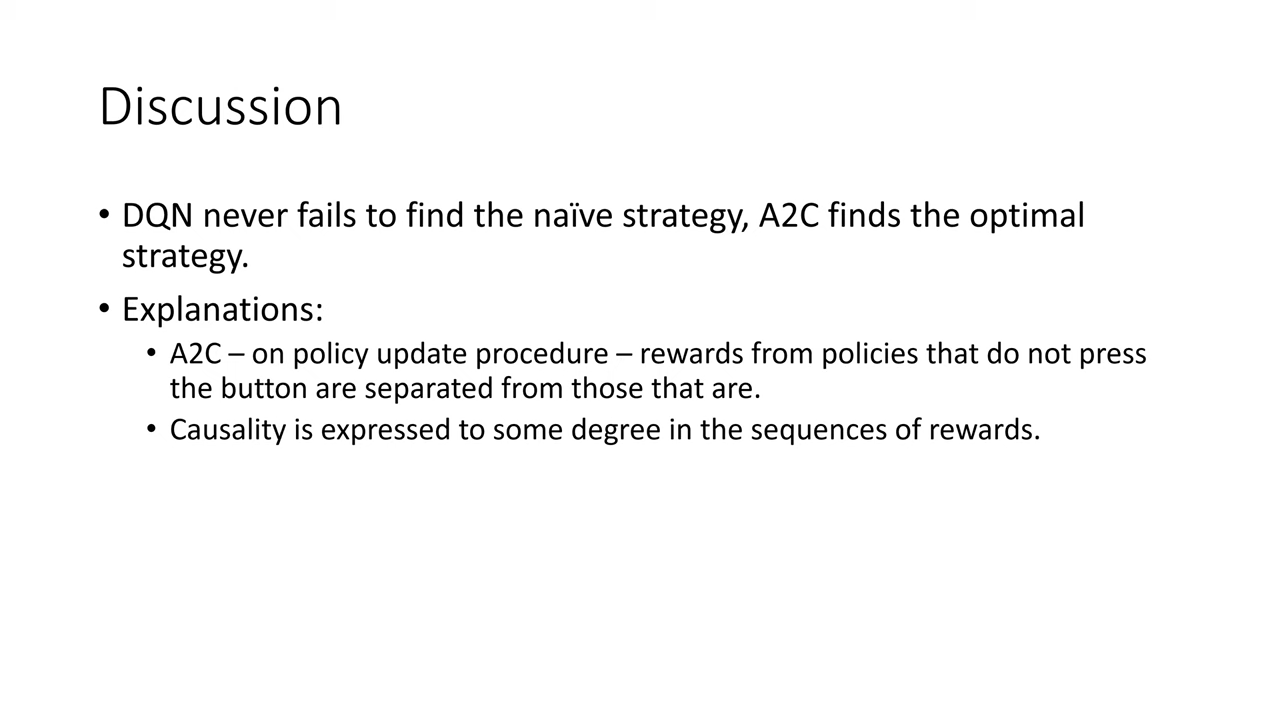 Discussion
• DQN never fails to find the naïve strategy, A2C finds the optimal
strategy.
• Explanations:
• A2C – on policy update procedure – rewards from policies that do not press
the button are separated from those that are.
• Causality is expressed to some degree in the sequences of rewards.